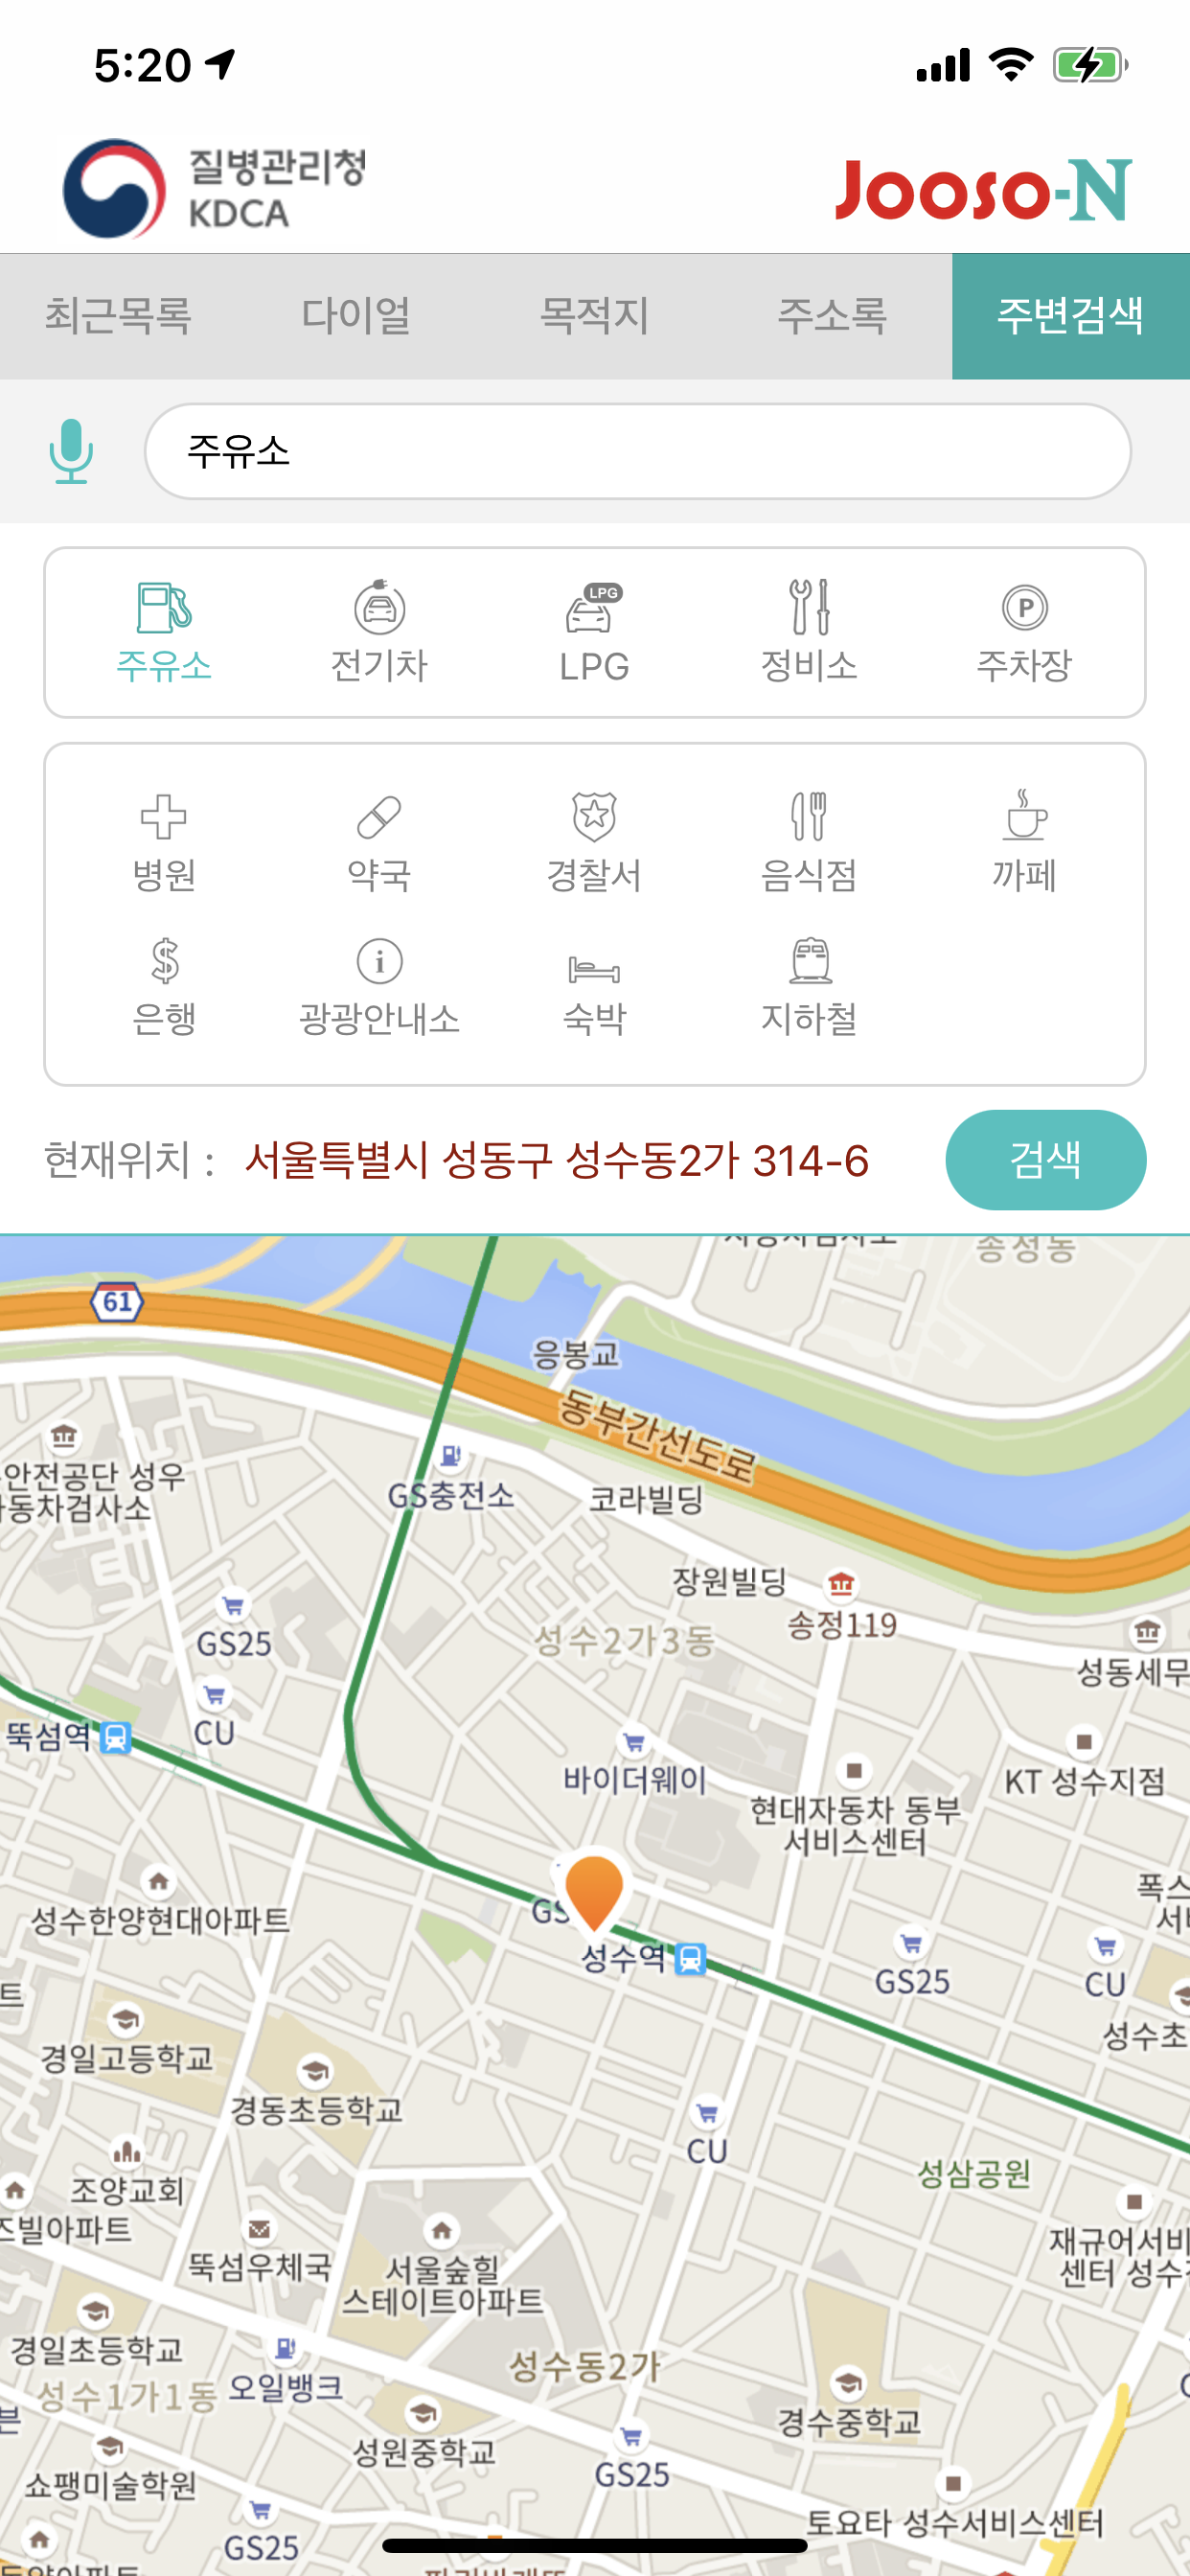 5:20
질병관리청
KDCA
Jooso-N
최근목록 다이얼 목적지 주소록 주변검색
주유소
주유소 전기차 LPG 정비소 주차장
병원 약국 경찰서 음식점 까페
은행 광광안내소 숙박 지하철
현재위치 : 서울특별시 성동구 성수동2가 314-6 검색
송정동
61
응봉교
동부간선도로
안전공단 성우
동차검사소
GS충전소
코라빌딩
장원빌딩
송정119
GS25
성수2가3동
성동세무
CU
뚝섬역
바이더웨이
KT 성수지점
현대자동차 동부
서비스센터
폭스
서비
성수한양현대아파트
GS
성수역
GS25
CU
트
성수초
경일고등학교
경동초등학교
CU
성삼공원
조양교회
즈빌아파트
뚝섬우체국
서울숲힐
스테이트아파트
재규어서비
센터 성수
경일초등학교
오일뱅크
성수동2가
성수1가1동
경수중학교
븐
성원중학교
GS25
쇼팽미술학원
토요타 성수서비스센터
GS25